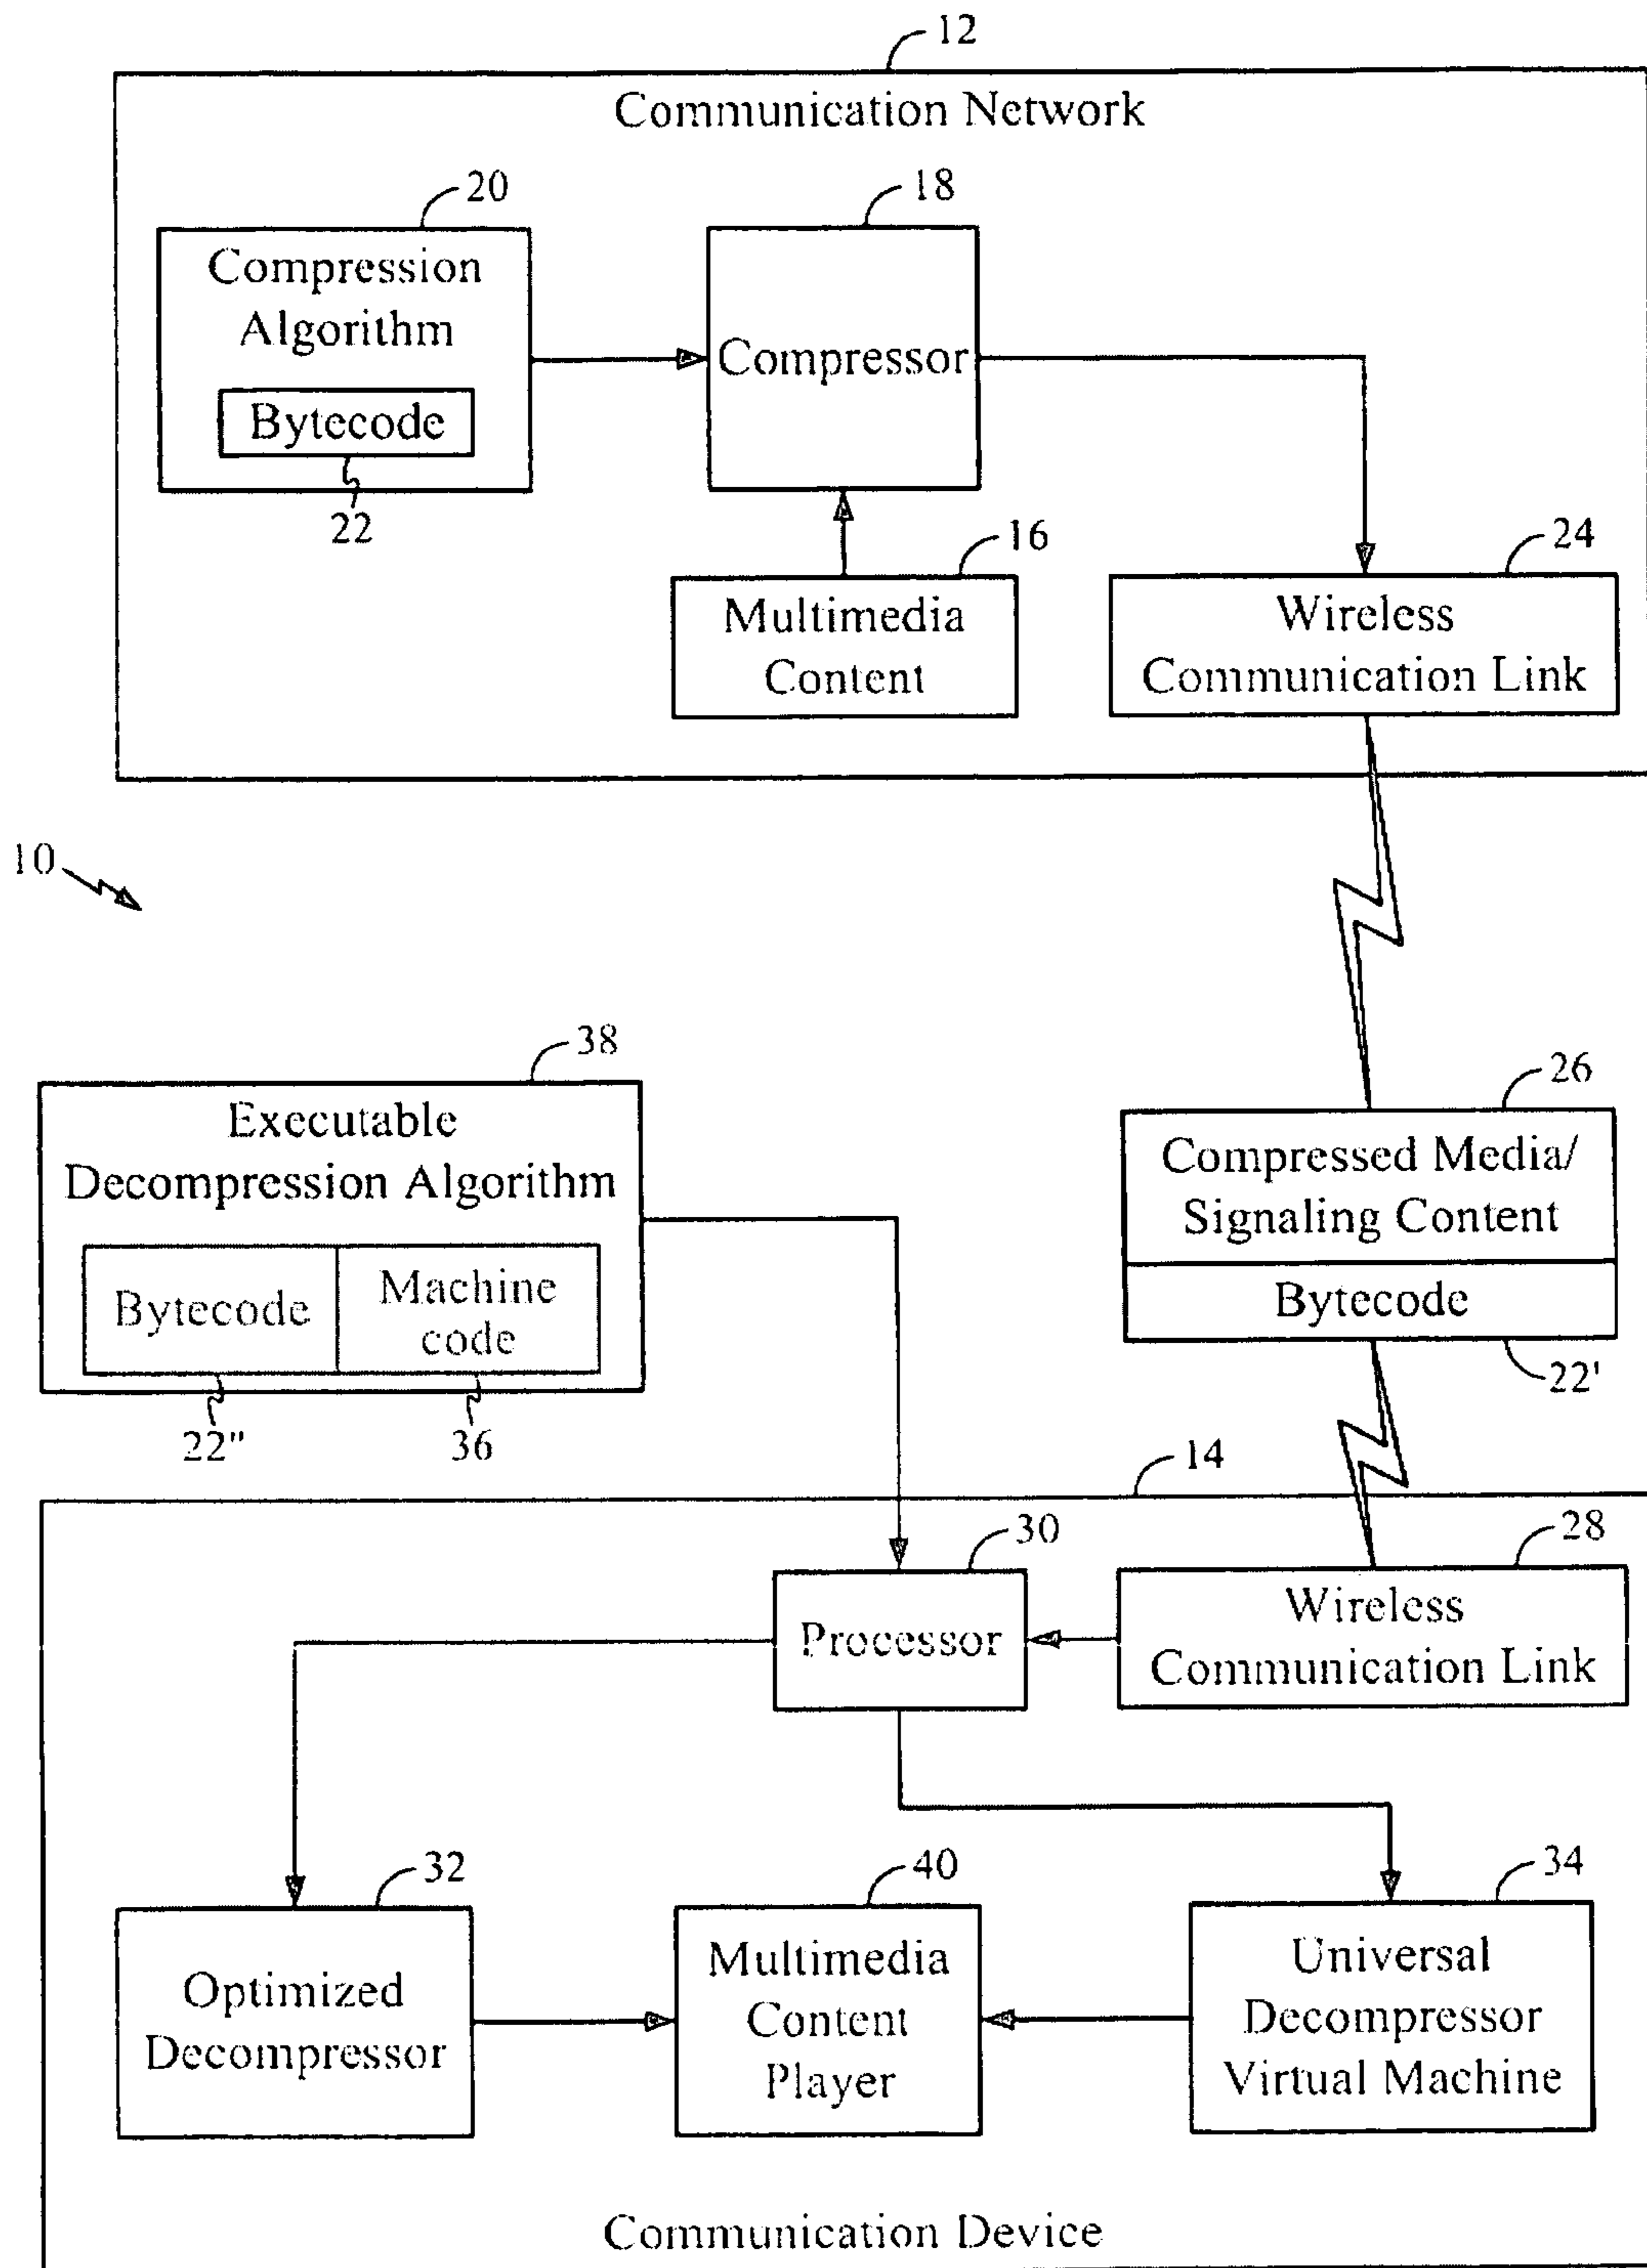 12
Communication Network
20
18
Compression
Algorithm
Compressor
Bytecode
22
16
24
Multimedia
Content
Wireless
Communication Link
10
38
26
Executable
Decompression Algorithm
Compressed Media/
Signaling Content
Bytecode
Machine
code
Bytecode
22"
36
22'
14
30
28
Processor
Wireless
Communication Link
32
40
34
Optimized
Decompressor
Multimedia
Content
Player
Universal
Decompressor
Virtual Machine
Communication Device